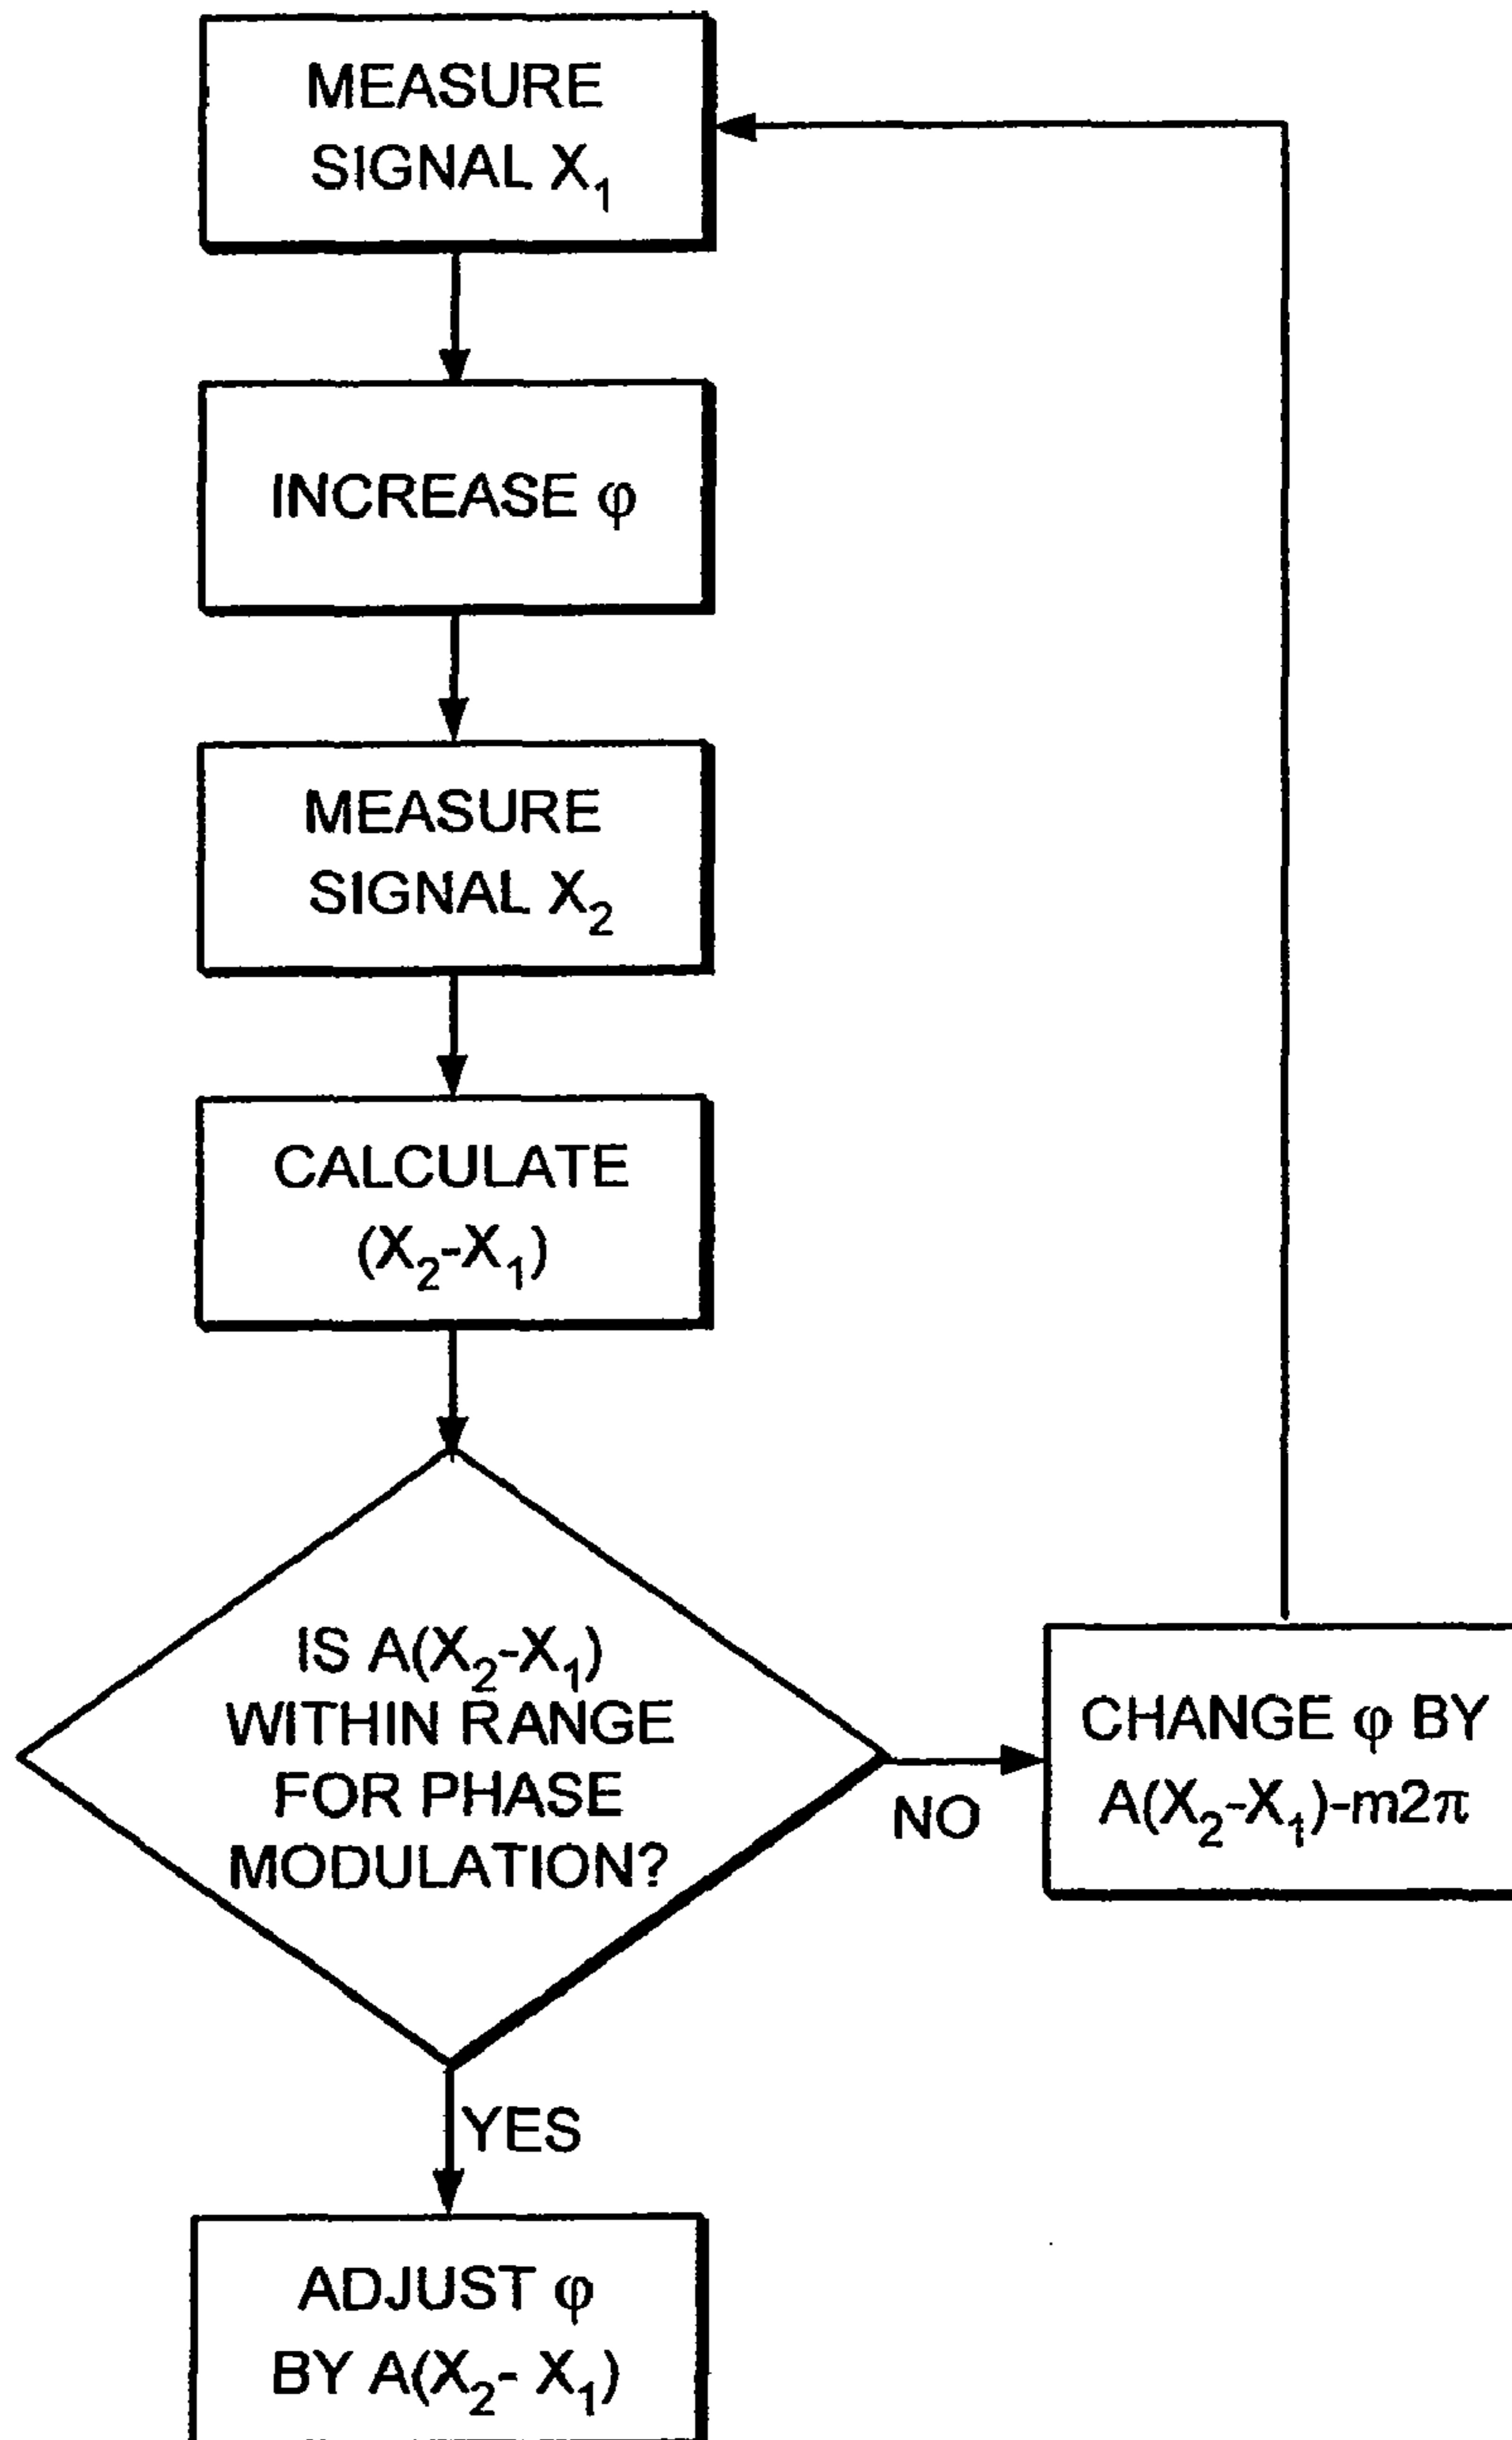 MEASURE
SIGNAL X₁
INCREASE φ
MEASURE
SIGNAL X₂
CALCULATE
(X₂-X₁)
IS A(X₂-X₁)
WITHIN RANGE
FOR PHASE
MODULATION?
NO
CHANGE φ BY
A(X₂-X₁)-m2π
YES
ADJUST φ
BY A(X₂- X₁)